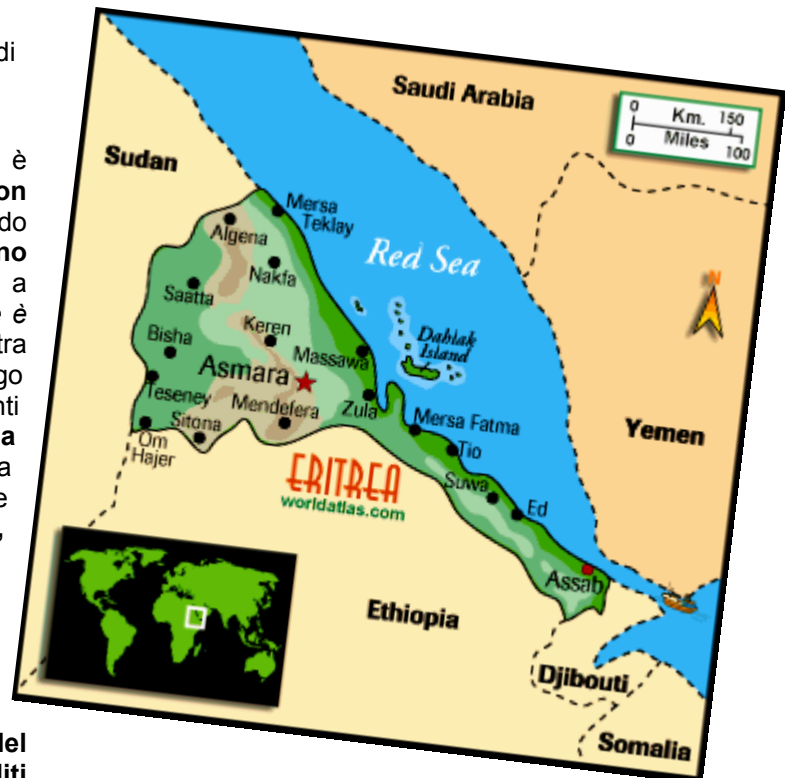 di
è
on
do
no
a
è
tra
go
nti
a
a
e
,
del
liti
Saudi Arabia
0 Km. 150
0 Miles 100
Sudan
Mersa
Teklay
Algena
Red Sea
Nakfa
Saatta
Keren
Dahlak
Island
Bisha
Massawa
Asmara
Teseney
Mendefera
Zula
Mersa Fatma
Sitona
Om
Hajer
Tio
Yemen
ERITREA
worldatlas.com
Suwa
Ed
Assab
Ethiopia
Djibouti
Somalia
N